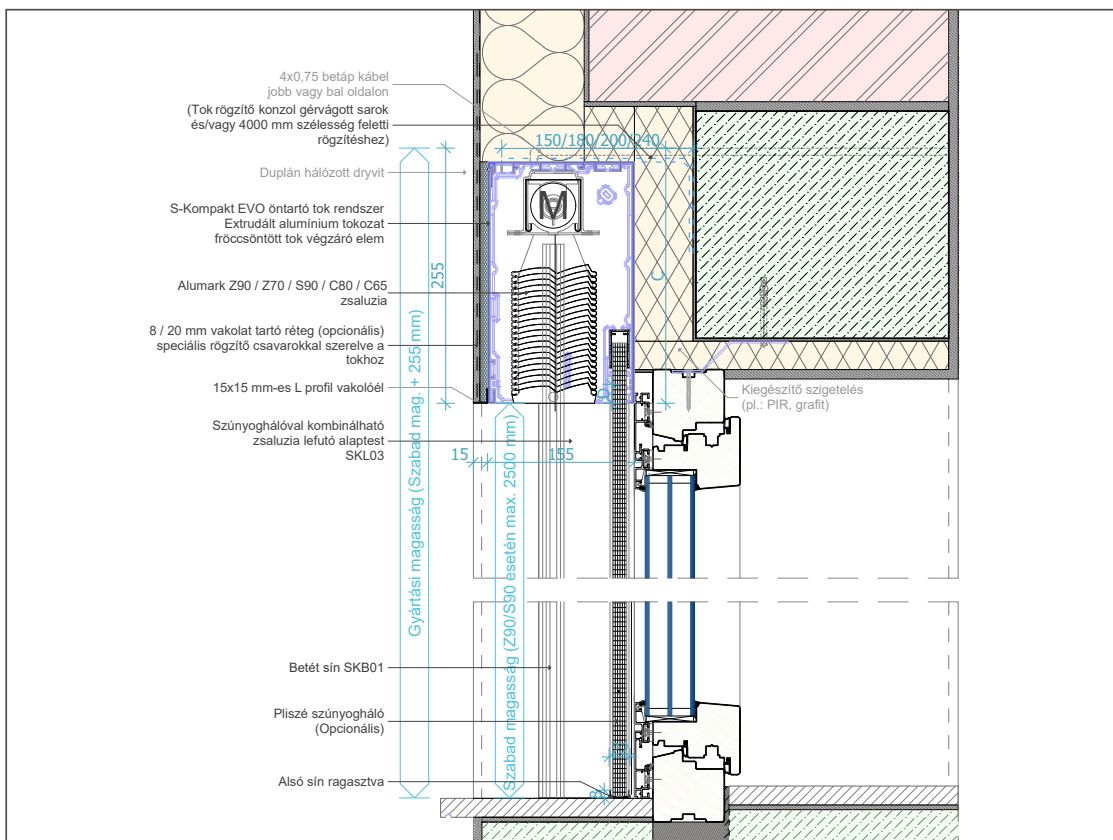 4x0,75 betáp kábel
jobb vagy bal oldalon
(Tok rögzítő konzol gérvágott sarok
és/vagy 4000 mm szélesség feletti
rögzítéshez)
150/180/200/240
Duplán hálózott dryvit
S-Kompakt EVO öntartó tok rendszer
Extrudált alumínium tokozat
fröccsöntött tok végzáró elem
M
255
C
Alumark Z90 / Z70 / S90 / C80 / C65
zsaluzia
8 / 20 mm vakolat tartó réteg (opcionális)
speciális rögzítő csavarokkal szerelve a
tokhoz
15x15 mm-es L profil vakolóél
Kiegészítő szigetelés
(pl.: PIR, grafit)
Szúnyoghálóval kombinálható
zsaluzia lefutó alaptest
SKL03
15
155
Gyártási magasság (Szabad mag. + 255 mm)
Szabad magasság (Z90/S90 esetén max. 2500 mm)
Betét sín SKB01
Pliszé szúnyogháló
(Opcionális)
Alsó sín ragasztva
8